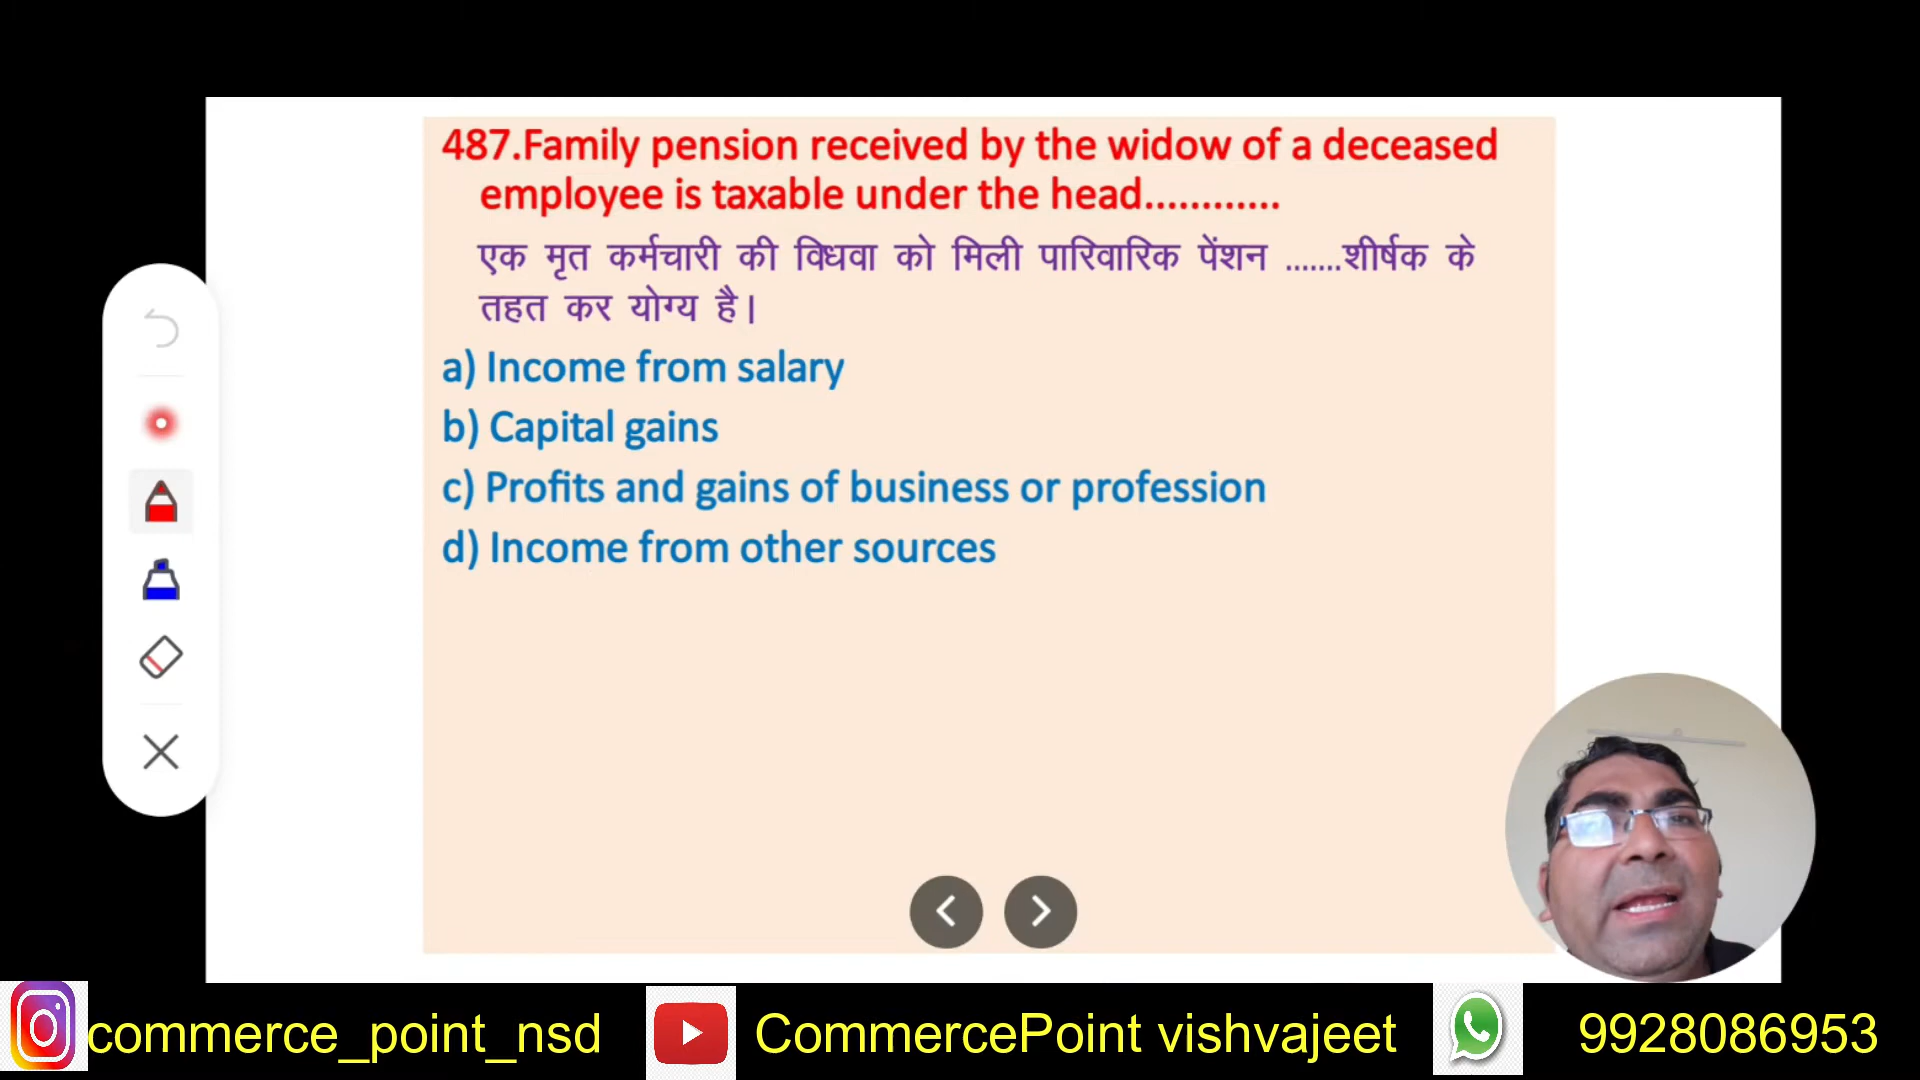 487.Family pension received by the widow of a deceased
employee is taxable under the head............
एक मृत कर्मचारी की विधवा को मिली पारिवारिक पेंशन .......शीर्षक के
तहत कर योग्य है।
a) Income from salary
b) Capital gains
c) Profits and gains of business or profession
d) Income from other sources
commerce_point_nsd CommercePoint vishvajeet 9928086953